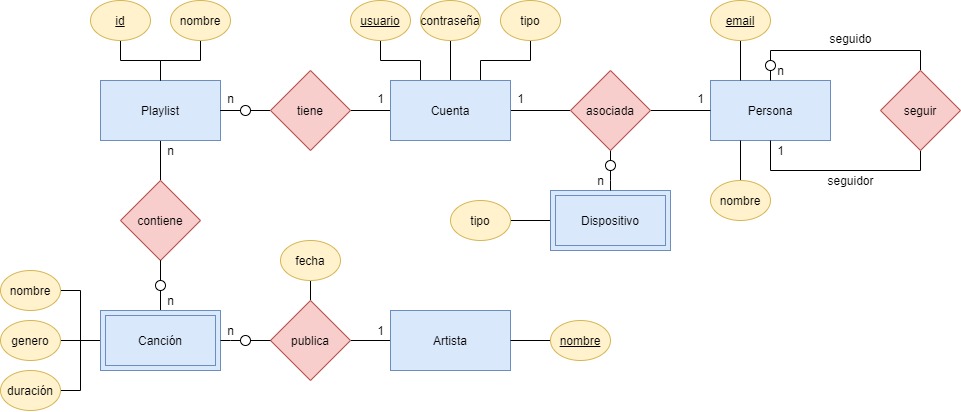 id
nombre
usuario
contraseña
tipo
email
seguido
n
Playlist
n
tiene
1
Cuenta
1
asociada
1
Persona
seguir
n
1
seguidor
n
contiene
tipo
Dispositivo
nombre
fecha
nombre
n
genero
Canción
n
publica
1
Artista
nombre
duración